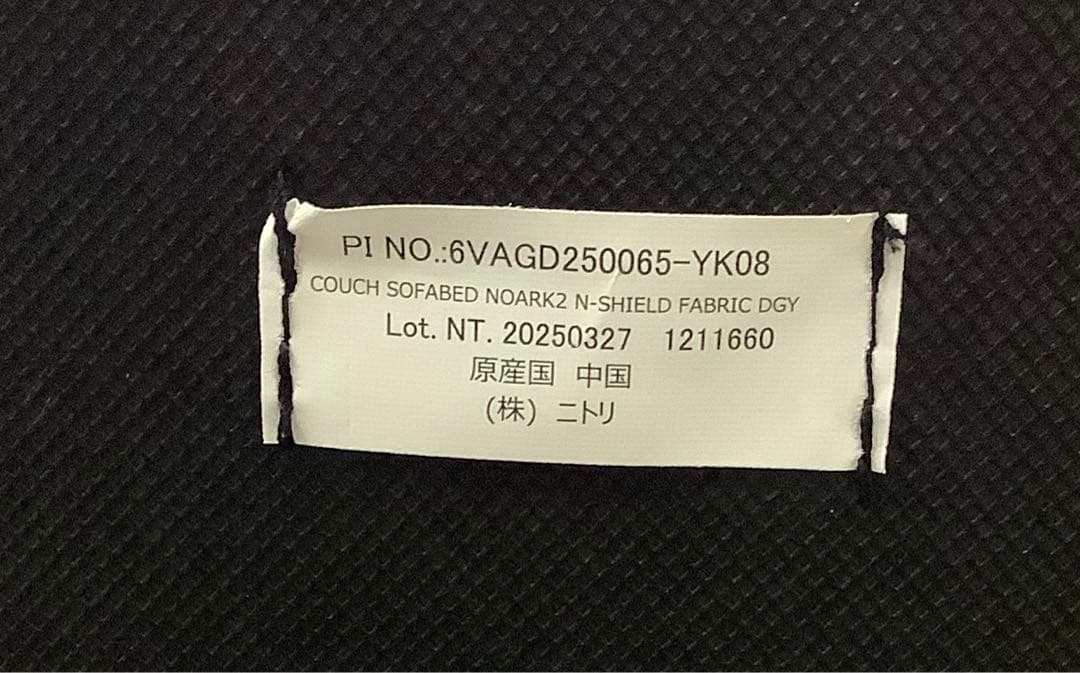 PI NO.:6VAGD250065-YK08
COUCH SOFABED NOARK2 N-SHIELD FABRIC DGY
Lot. NT. 20250327 1211660
原産国 中国
(株) ニトリ